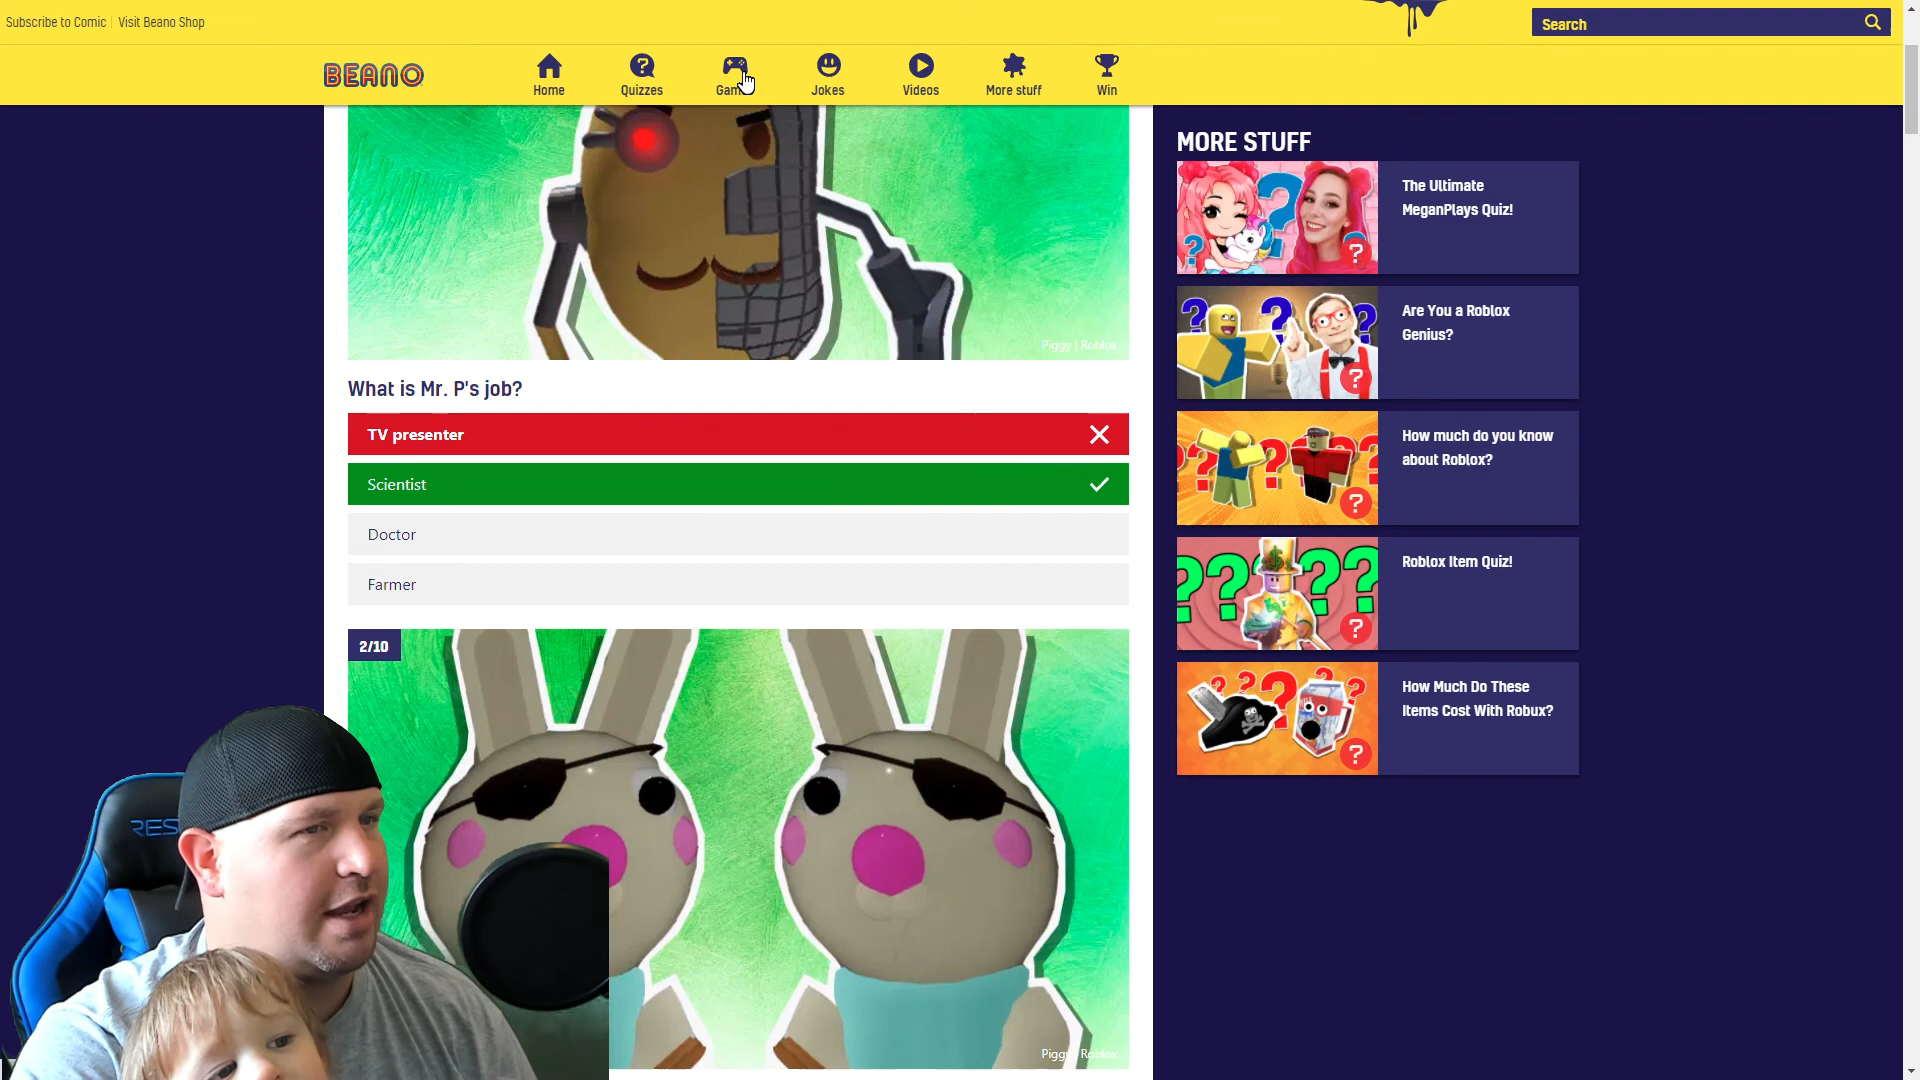 Subscribe to Comic
Visit Beano Shop
Search
BEANO
Home
Quizzes
Jokes
Videos
More stuff
Win
Piggy | Roblox
What is Mr. P's job?
TV presenter
Scientist
Doctor
Farmer
2/10
Piggy Roblox
MORE STUFF
The Ultimate
MeganPlays Quiz!
Are You a Roblox
Genius?
How much do you know
about Roblox?
Roblox Item Quiz!
How Much Do These
Items Cost With Robux?